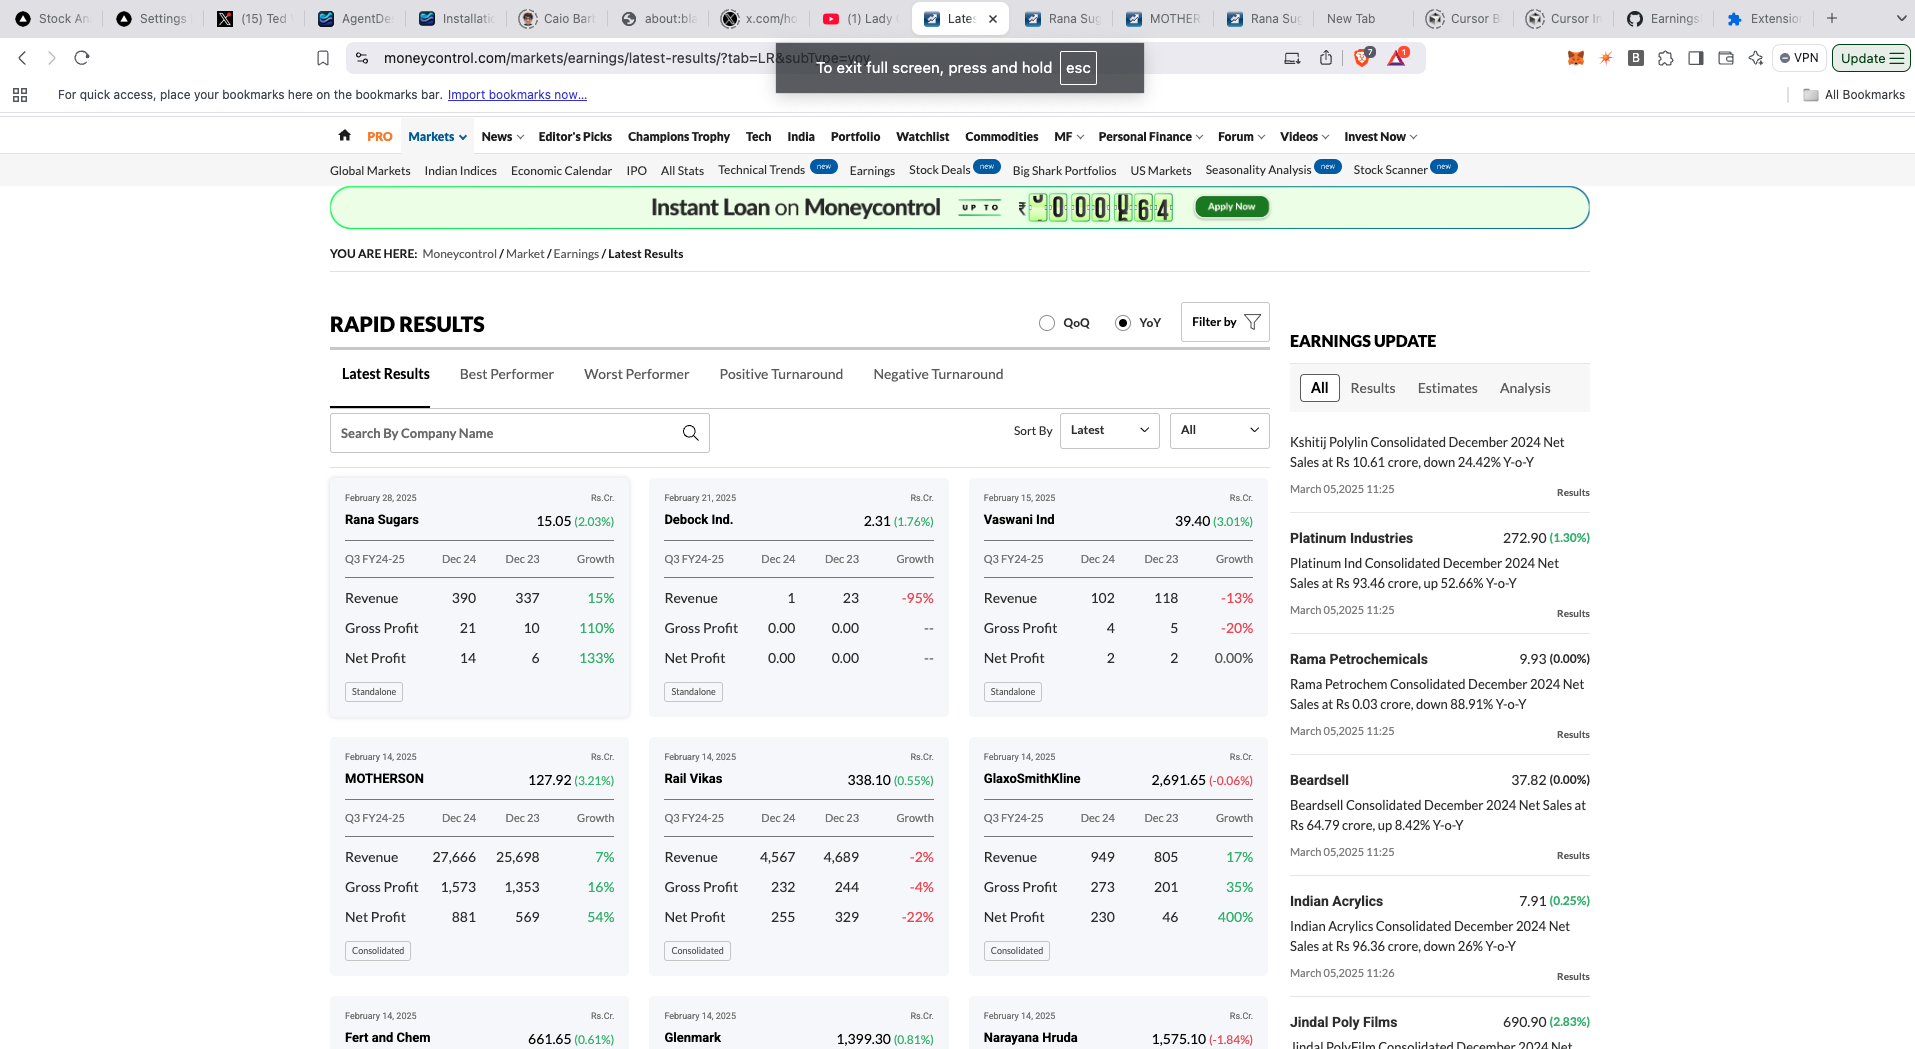 Stock An
Settings
(15) Ted
AgentDe
Installatio
Caio Barb
about:bla
x.com/ho
(1) Lady
Late
Rana Sug
MOTHER
Rana Sug
New Tab
Cursor B
Cursor In
Earnings
Extension
moneycontrol.com/markets/earnings/latest-results/?tab=LR&subType=yoy
To exit full screen, press and hold esc
7
1
B
VPN
Update
For quick access, place your bookmarks here on the bookmarks bar. Import bookmarks now...
All Bookmarks
PRO Markets News Editor's Picks Champions Trophy Tech India Portfolio Watchlist Commodities MF Personal Finance Forum Videos Invest Now
Global Markets Indian Indices Economic Calendar IPO All Stats Technical Trends new Earnings Stock Deals new Big Shark Portfolios US Markets Seasonality Analysis new Stock Scanner new
Instant Loan on Moneycontrol UP TO ₹ Apply Now
YOU ARE HERE: Moneycontrol / Market / Earnings / Latest Results
RAPID RESULTS
QoQ YoY Filter by
Latest Results Best Performer Worst Performer Positive Turnaround Negative Turnaround
Search By Company Name
Sort By Latest All
February 28, 2025 Rs.Cr.
Rana Sugars 15.05 (2.03%)
Q3 FY24-25 Dec 24 Dec 23 Growth
Revenue 390 337 15%
Gross Profit 21 10 110%
Net Profit 14 6 133%
Standalone
February 21, 2025 Rs.Cr.
Debock Ind. 2.31 (1.76%)
Q3 FY24-25 Dec 24 Dec 23 Growth
Revenue 1 23 -95%
Gross Profit 0.00 0.00 --
Net Profit 0.00 0.00 --
Standalone
February 15, 2025 Rs.Cr.
Vaswani Ind 39.40 (3.01%)
Q3 FY24-25 Dec 24 Dec 23 Growth
Revenue 102 118 -13%
Gross Profit 4 5 -20%
Net Profit 2 2 0.00%
Standalone
February 14, 2025 Rs.Cr.
MOTHERSON 127.92 (3.21%)
Q3 FY24-25 Dec 24 Dec 23 Growth
Revenue 27,666 25,698 7%
Gross Profit 1,573 1,353 16%
Net Profit 881 569 54%
Consolidated
February 14, 2025 Rs.Cr.
Rail Vikas 338.10 (0.55%)
Q3 FY24-25 Dec 24 Dec 23 Growth
Revenue 4,567 4,689 -2%
Gross Profit 232 244 -4%
Net Profit 255 329 -22%
Consolidated
February 14, 2025 Rs.Cr.
GlaxoSmithKline 2,691.65 (-0.06%)
Q3 FY24-25 Dec 24 Dec 23 Growth
Revenue 949 805 17%
Gross Profit 273 201 35%
Net Profit 230 46 400%
Consolidated
February 14, 2025 Rs.Cr.
Fert and Chem 661.65 (0.61%)
February 14, 2025 Rs.Cr.
Glenmark 1,399.30 (0.81%)
February 14, 2025 Rs.Cr.
Narayana Hruda 1,575.10 (-1.84%)
EARNINGS UPDATE
All Results Estimates Analysis
Kshitij Polylin Consolidated December 2024 Net
Sales at Rs 10.61 crore, down 24.42% Y-o-Y
March 05,2025 11:25
Results
Platinum Industries 272.90 (1.30%)
Platinum Ind Consolidated December 2024 Net
Sales at Rs 93.46 crore, up 52.66% Y-o-Y
March 05,2025 11:25
Results
Rama Petrochemicals 9.93 (0.00%)
Rama Petrochem Consolidated December 2024 Net
Sales at Rs 0.03 crore, down 88.91% Y-o-Y
March 05,2025 11:25
Results
Beardsell 37.82 (0.00%)
Beardsell Consolidated December 2024 Net Sales at
Rs 64.79 crore, up 8.42% Y-o-Y
March 05,2025 11:25
Results
Indian Acrylics 7.91 (0.25%)
Indian Acrylics Consolidated December 2024 Net
Sales at Rs 96.36 crore, down 26% Y-o-Y
March 05,2025 11:26
Results
Jindal Poly Films 690.90 (2.83%)
Jindal PolyFilm Consolidated December 2024 Net